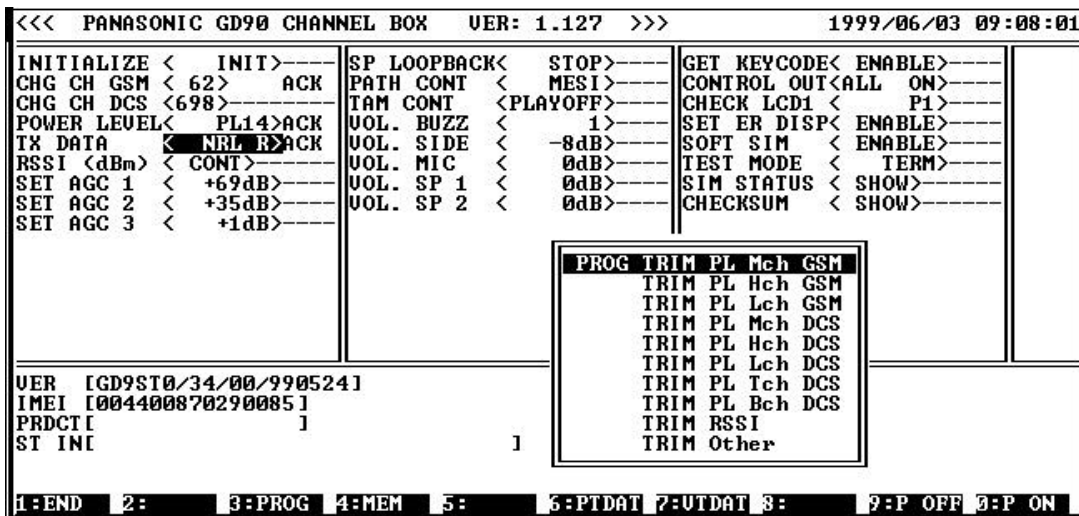 <<< PANASONIC GD90 CHANNEL BOX VER: 1.127 >>> 1999/06/03 09:08:01
INITIALIZE < INIT>----
CHG CH GSM < 62> ACK
CHG CH DCS <698>---------
POWER LEVEL< PL14>ACK
TX DATA < NRL R>ACK
RSSI (dBm) < CONT>-------
SET AGC 1 < +69dB>----
SET AGC 2 < +35dB>----
SET AGC 3 < +1dB>----
SP LOOPBACK< STOP>----
PATH CONT < MESI>----
TAM CONT <PLAYOFF>----
VOL. BUZZ < 1>----
VOL. SIDE < -8dB>----
VOL. MIC < 0dB>----
VOL. SP 1 < 0dB>----
VOL. SP 2 < 0dB>----
GET KEYCODE< ENABLE>----
CONTROL OUT<ALL ON>----
CHECK LCD1 < P1>----
SET ER DISP< ENABLE>----
SOFT SIM < ENABLE>----
TEST MODE < TERM>----
SIM STATUS < SHOW>------
CHECKSUM < SHOW>------
PROG TRIM PL Mch GSM
TRIM PL Hch GSM
TRIM PL Lch GSM
TRIM PL Mch DCS
TRIM PL Hch DCS
TRIM PL Lch DCS
TRIM PL Tch DCS
TRIM PL Bch DCS
TRIM RSSI
TRIM Other
VER [GD9ST0/34/00/990524]
IMEI [004400870290085]
PRDCT[ ]
ST IN[ ]
1:END 2: 3:PROG 4:MEM 5: 6:PTDAT 7:VTDAT 8: 9:P OFF 0:P ON